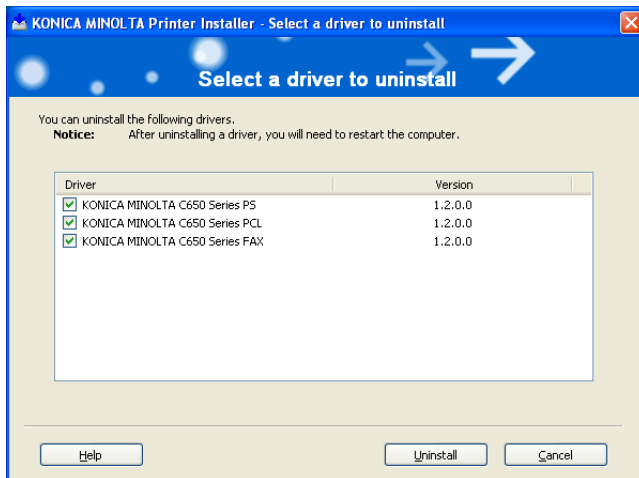 KONICA MINOLTA Printer Installer - Select a driver to uninstall
Select a driver to uninstall
You can uninstall the following drivers.
Notice: After uninstalling a driver, you will need to restart the computer.
Driver Version
KONICA MINOLTA C650 Series PS 1.2.0.0
KONICA MINOLTA C650 Series PCL 1.2.0.0
KONICA MINOLTA C650 Series FAX 1.2.0.0
Help Uninstall Cancel